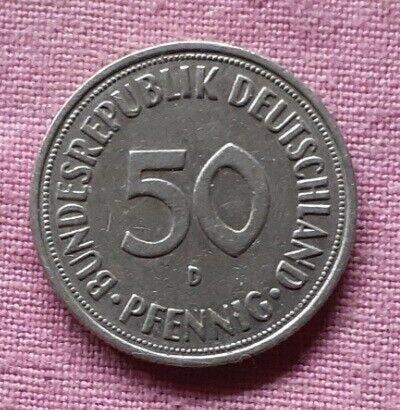 BUNDESREPUBLIK DEUTSCHLAND
50
D
· PFENNIG ·